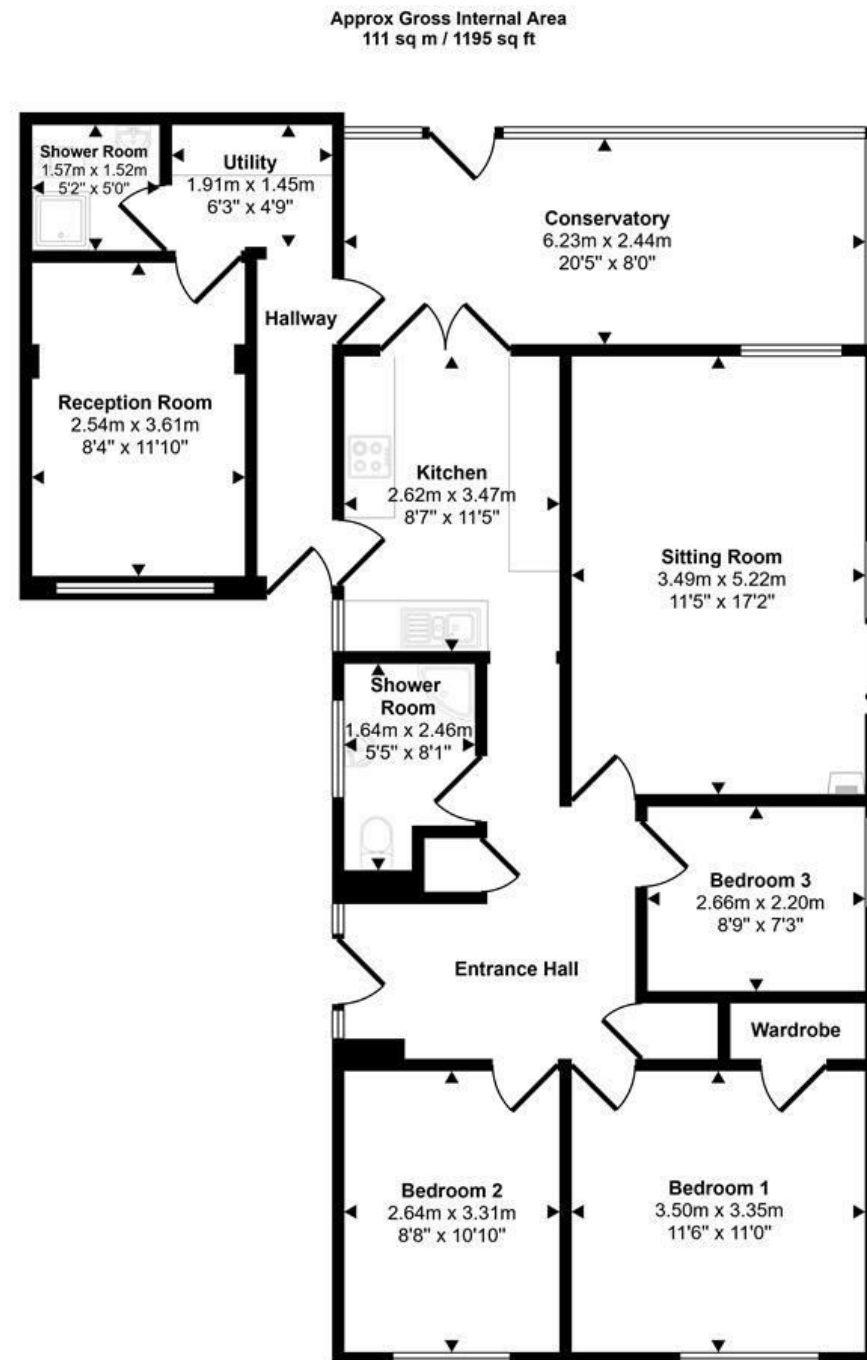 Approx Gross Internal Area
111 sq m / 1195 sq ft
Shower Room
1.57m x 1.52m
5'2" x 5'0"
Utility
1.91m x 1.45m
6'3" x 4'9"
Conservatory
6.23m x 2.44m
20'5" x 8'0"
Hallway
Reception Room
2.54m x 3.61m
8'4" x 11'10"
Kitchen
2.62m x 3.47m
8'7" x 11'5"
Sitting Room
3.49m x 5.22m
11'5" x 17'2"
Shower
Room
1.64m x 2.46m
5'5" x 8'1"
Bedroom 3
2.66m x 2.20m
8'9" x 7'3"
Entrance Hall
Wardrobe
Bedroom 2
2.64m x 3.31m
8'8" x 10'10"
Bedroom 1
3.50m x 3.35m
11'6" x 11'0"